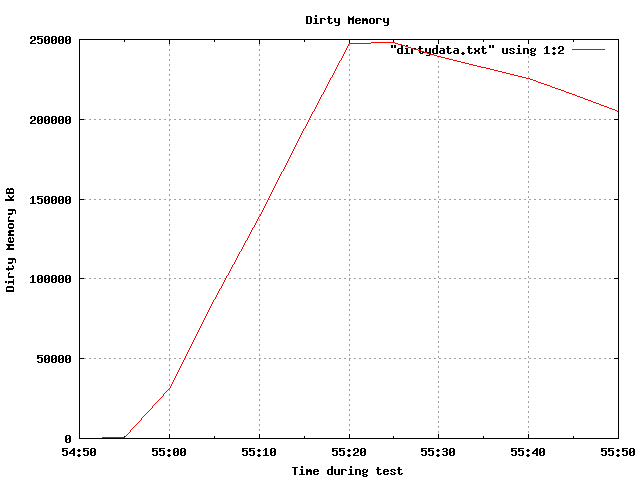 Dirty Memory
250000
"dirtydata.txt" using 1:2
200000
150000
Dirty Memory kB
100000
50000
0
54:50 55:00 55:10 55:20 55:30 55:40 55:50
Time during test